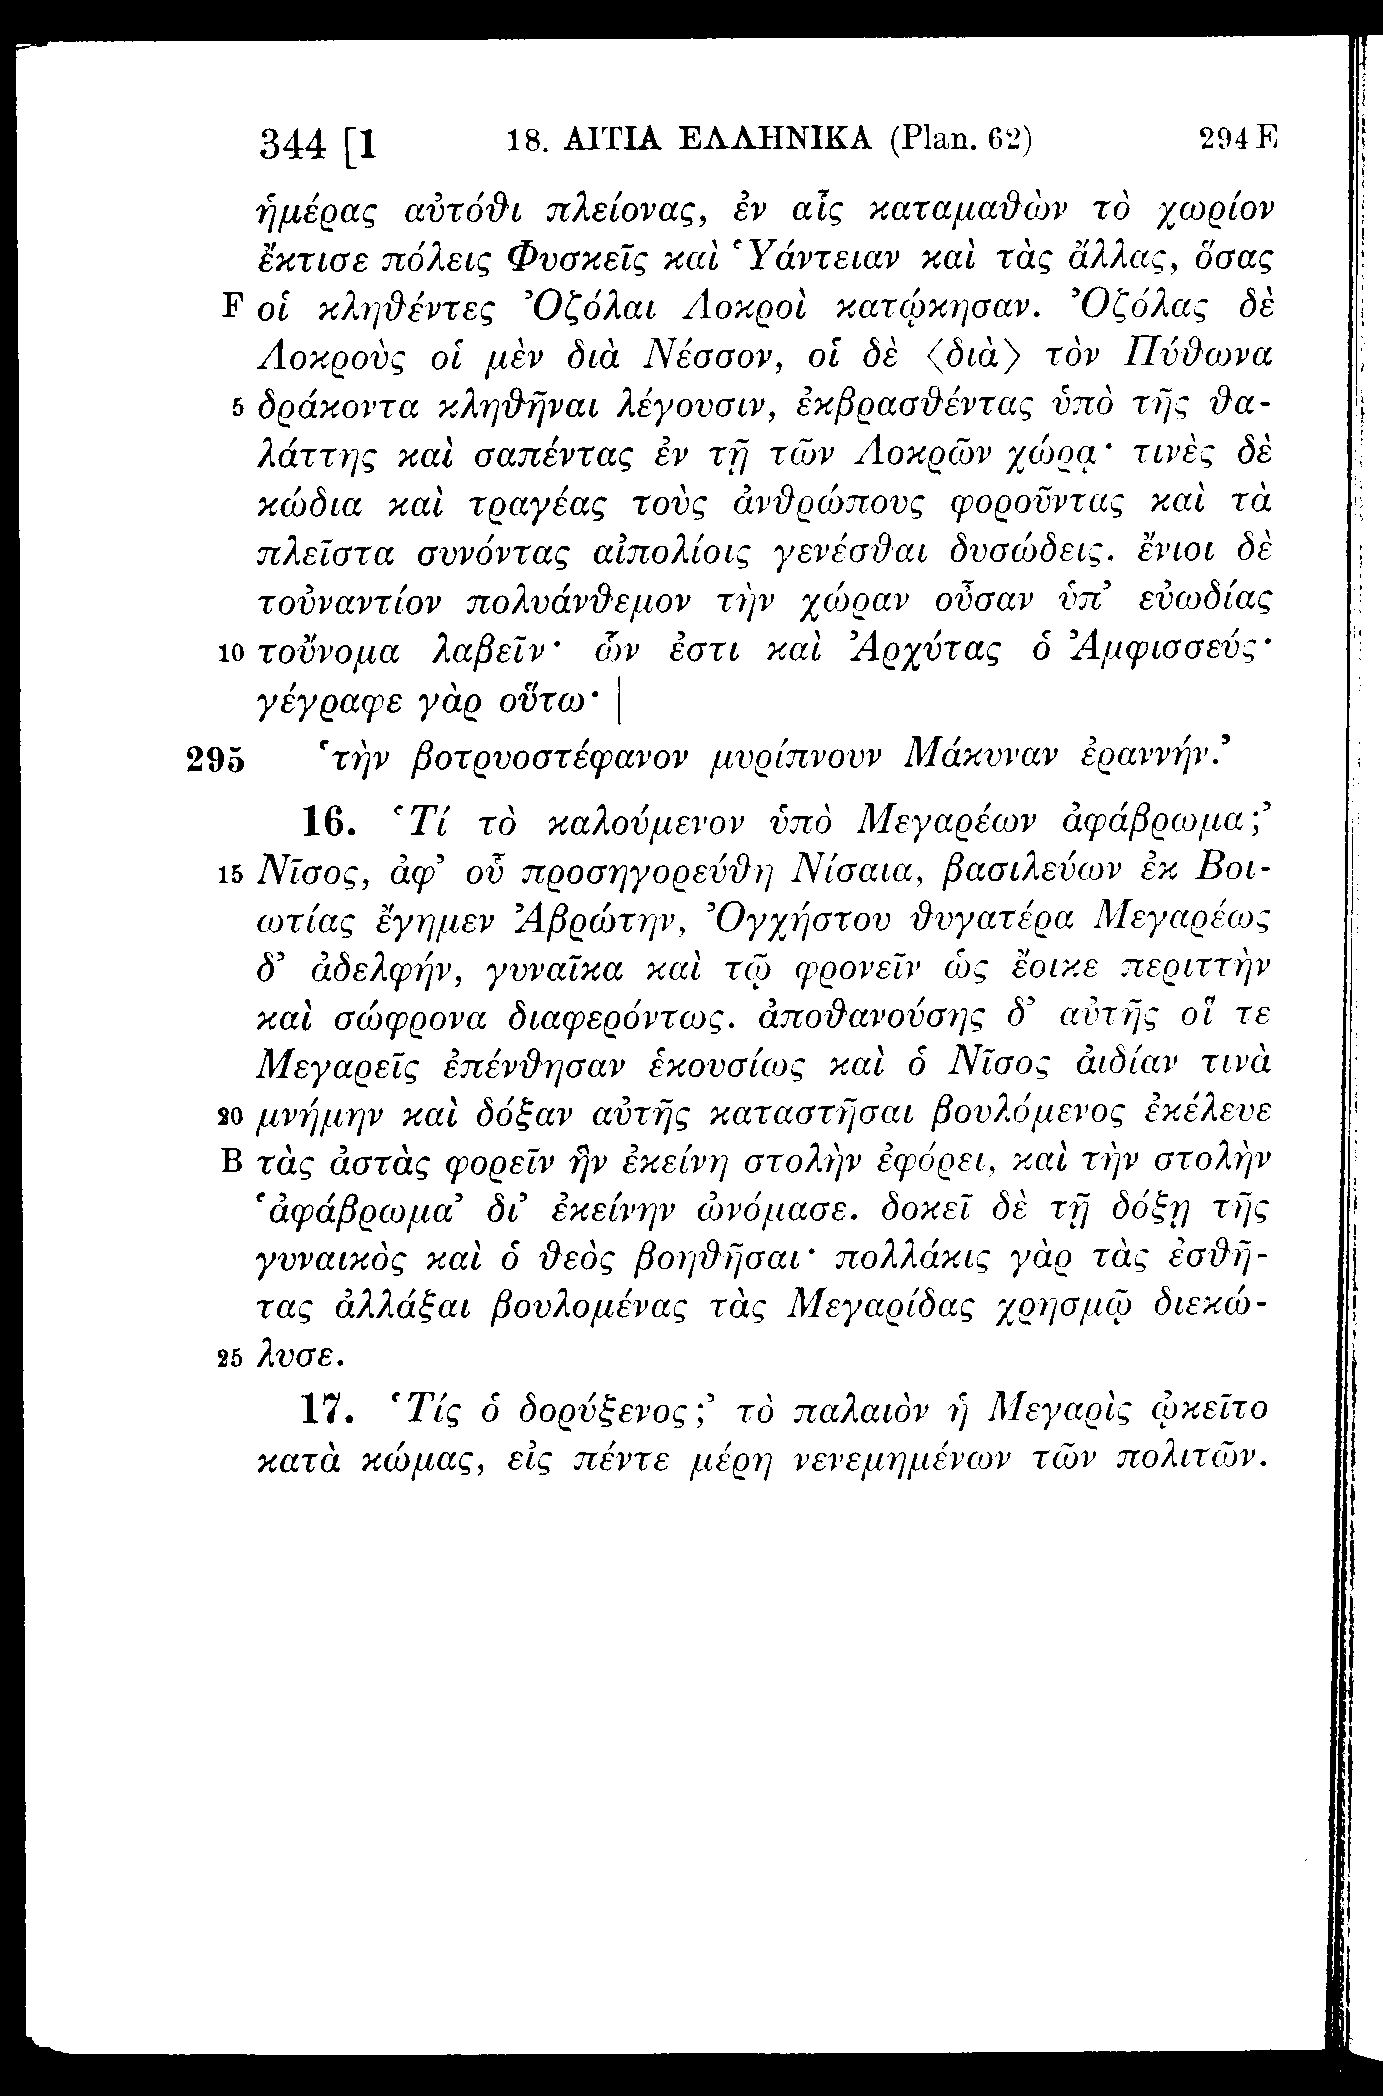 344 [1 18. ΑΙΤΙΑ ΕΛΛΗΝΙΚΑ (Plan. 62) 294 E
ἡμέρας αὐτόθι πλείονας, ἐν αἷς καταμαθὼν τὸ χωρίον
ἔκτισε πόλεις Φυσκεῖς καὶ Ὑάντειαν καὶ τὰς ἄλλας, ὅσας
F οἱ κληθέντες Ὀζόλαι Λοκροὶ κατῴκησαν. Ὀζόλας δὲ
Λοκροὺς οἱ μὲν διὰ Νέσσον, οἱ δὲ ⟨διὰ⟩ τὸν Πύθωνα
5 δράκοντα κληθῆναι λέγουσιν, ἐκβρασθέντας ὑπὸ τῆς θα-
λάττης καὶ σαπέντας ἐν τῇ τῶν Λοκρῶν χώρᾳ· τινὲς δὲ
κώδια καὶ τραγέας τοὺς ἀνθρώπους φοροῦντας καὶ τὰ
πλεῖστα συνόντας αἰπολίοις γενέσθαι δυσώδεις. ἔνιοι δὲ
τοὐναντίον πολυάνθεμον τὴν χώραν οὖσαν ὑπ’ εὐωδίας
10 τοὔνομα λαβεῖν· ὧν ἐστι καὶ Ἀρχύτας ὁ Ἀμφισσεύς·
γέγραφε γὰρ οὕτω· |
295 ‘τὴν βοτρυοστέφανον μυρίπνουν Μάκυναν ἐραννήν.’
16. ‘Τί τὸ καλούμενον ὑπὸ Μεγαρέων ἀφάβρωμα;’
15 Νῖσος, ἀφ’ οὗ προσηγορεύθη Νίσαια, βασιλεύων ἐκ Βοι-
ωτίας ἔγημεν Ἀβρώτην, Ὀγχήστου θυγατέρα Μεγαρέως
δ’ ἀδελφήν, γυναῖκα καὶ τῷ φρονεῖν ὡς ἔοικε περιττὴν
καὶ σώφρονα διαφερόντως. ἀποθανούσης δ’ αὐτῆς οἵ τε
Μεγαρεῖς ἐπένθησαν ἑκουσίως καὶ ὁ Νῖσος ἀιδίαν τινὰ
20 μνήμην καὶ δόξαν αὐτῆς καταστῆσαι βουλόμενος ἐκέλευε
B τὰς ἀστὰς φορεῖν ἣν ἐκείνη στολὴν ἐφόρει, καὶ τὴν στολὴν
‘ἀφάβρωμα’ δι’ ἐκείνην ὠνόμασε. δοκεῖ δὲ τῇ δόξῃ τῆς
γυναικὸς καὶ ὁ θεὸς βοηθῆσαι· πολλάκις γὰρ τὰς ἐσθῆ-
τας ἀλλάξαι βουλομένας τὰς Μεγαρίδας χρησμῷ διεκώ-
25 λυσε.
17. ‘Τίς ὁ δορύξενος;’ τὸ παλαιὸν ἡ Μεγαρὶς ᾠκεῖτο
κατὰ κώμας, εἰς πέντε μέρη νενεμημένων τῶν πολιτῶν.